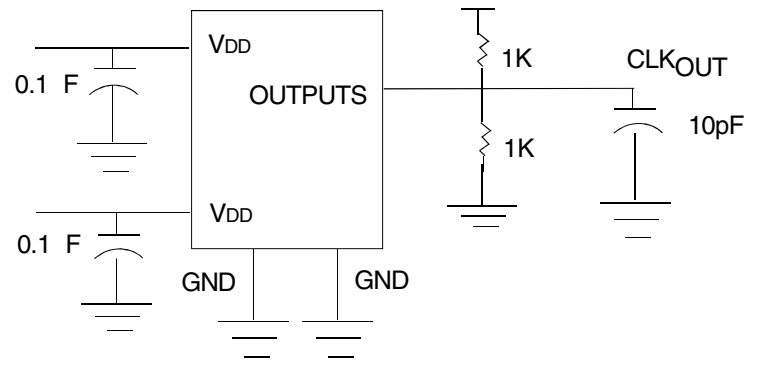 VDD
0.1 F
OUTPUTS
1K
CLKOUT
10pF
1K
VDD
0.1 F
GND
GND